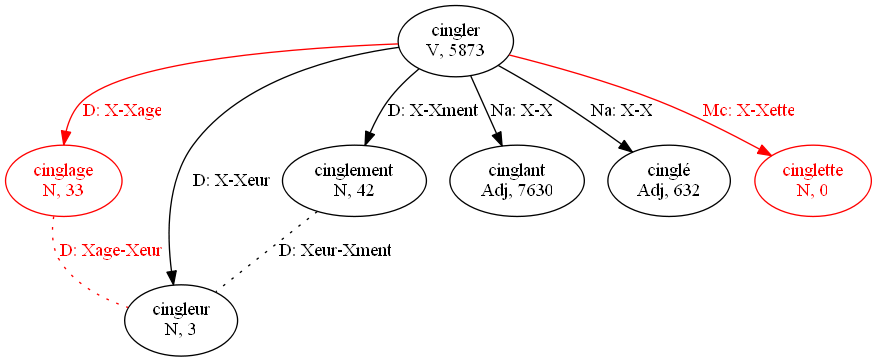 cingler
V, 5873
D: X-Xage
D: X-Xment
Na: X-X
Na: X-X
Mc: X-Xette
cinglage
N, 33
D: X-Xeur
cinglement
N, 42
cinglant
Adj, 7630
cinglé
Adj, 632
cinglette
N, 0
D: Xage-Xeur
D: Xeur-Xment
cingleur
N, 3